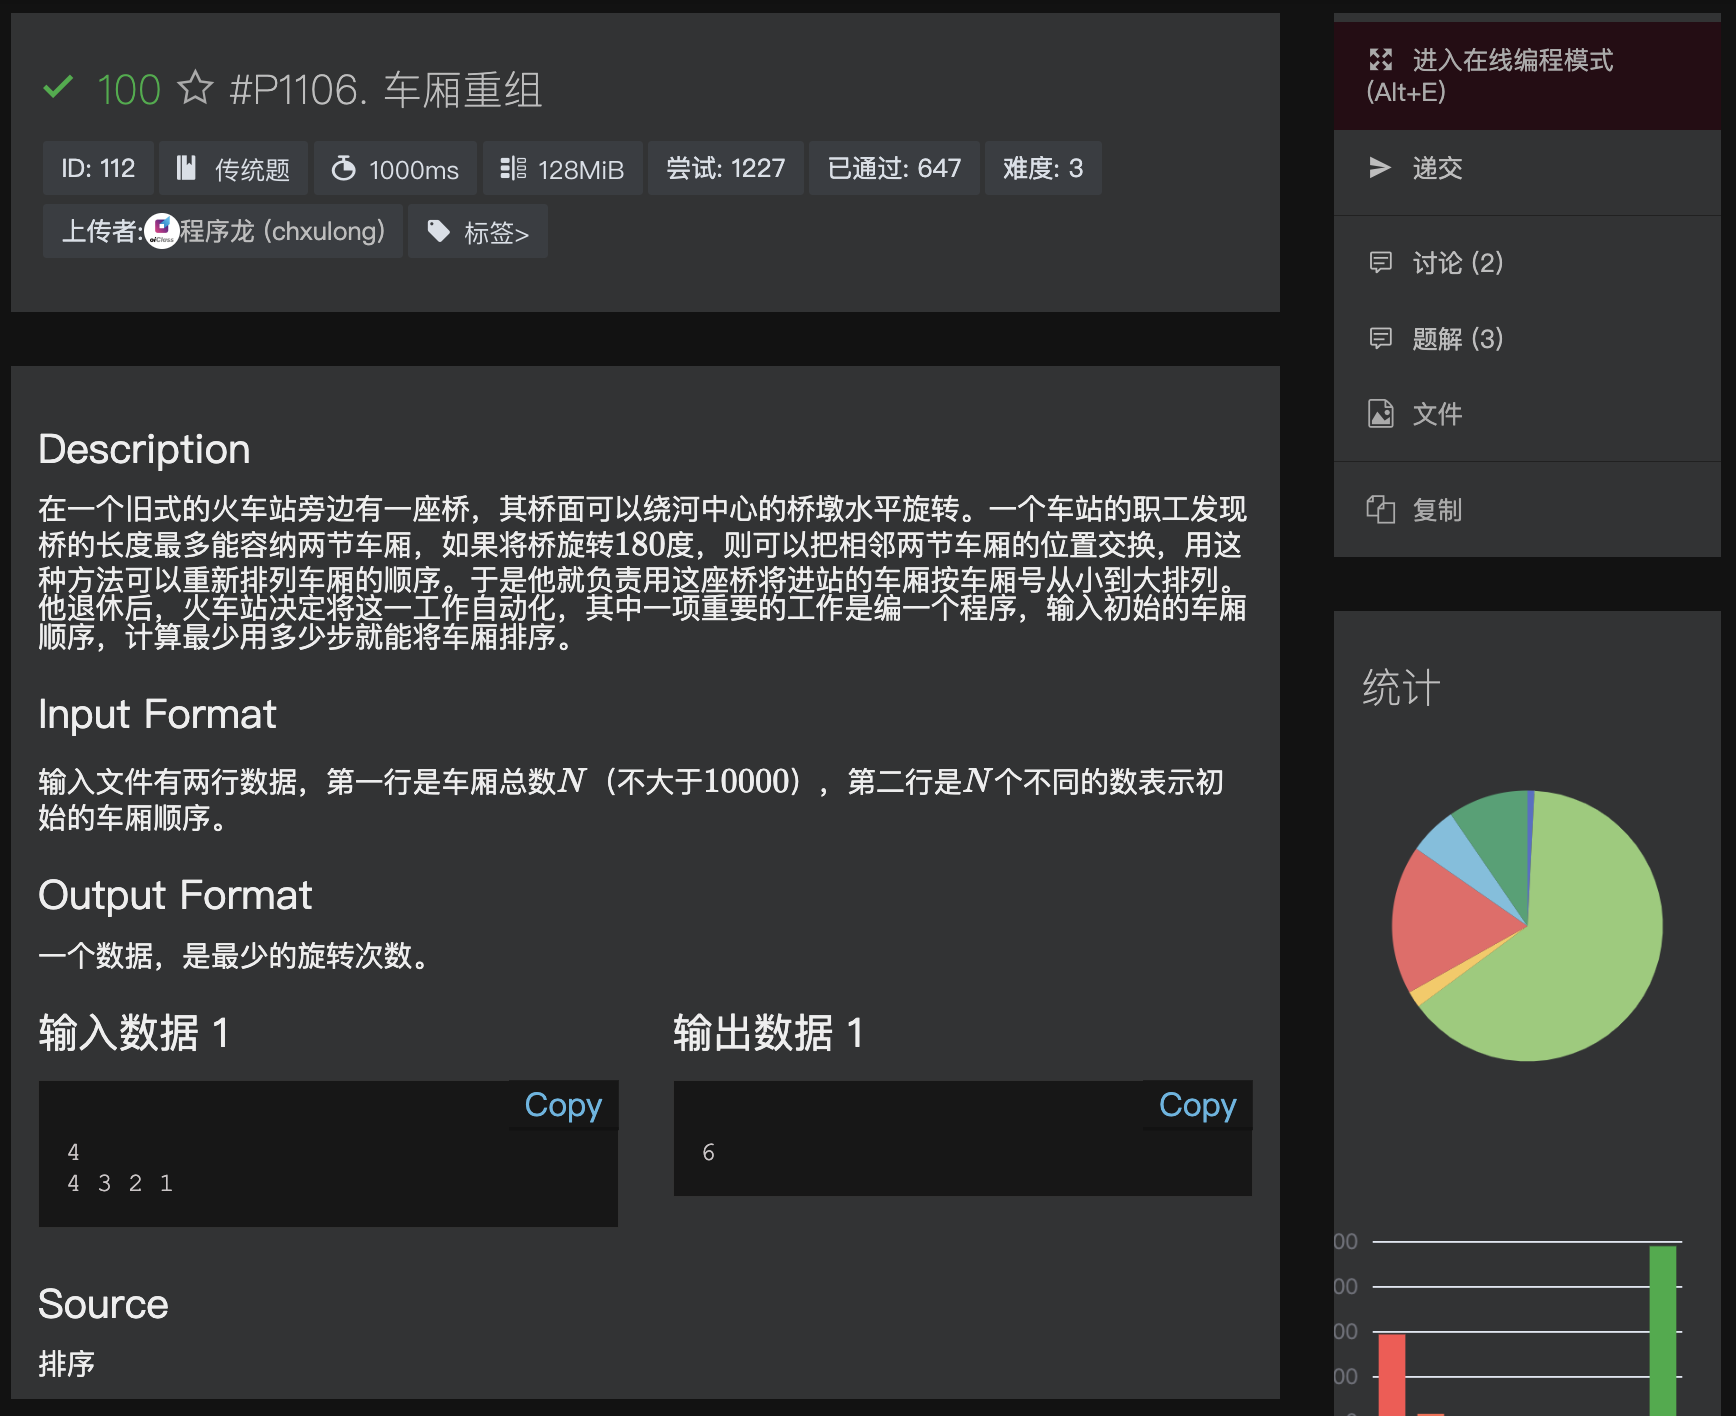 100 #P1106. 车厢重组
ID: 112 传统题 1000ms 128MiB 尝试: 1227 已通过: 647 难度: 3
上传者: 程序龙 (chxulong) 标签>
Description
在一个旧式的火车站旁边有一座桥，其桥面可以绕河中心的桥墩水平旋转。一个车站的职工发现
桥的长度最多能容纳两节车厢，如果将桥旋转180度，则可以把相邻两节车厢的位置交换，用这
种方法可以重新排列车厢的顺序。于是他就负责用这座桥将进站的车厢按车厢号从小到大排列。
他退休后，火车站决定将这一工作自动化，其中一项重要的工作是编一个程序，输入初始的车厢
顺序，计算最少用多少步就能将车厢排序。
Input Format
输入文件有两行数据，第一行是车厢总数N（不大于10000），第二行是N个不同的数表示初
始的车厢顺序。
Output Format
一个数据，是最少的旋转次数。
输入数据 1
Copy
4
4 3 2 1
输出数据 1
Copy
6
Source
排序
进入在线编程模式
(Alt+E)
递交
讨论 (2)
题解 (3)
文件
复制
统计
00
00
00
00